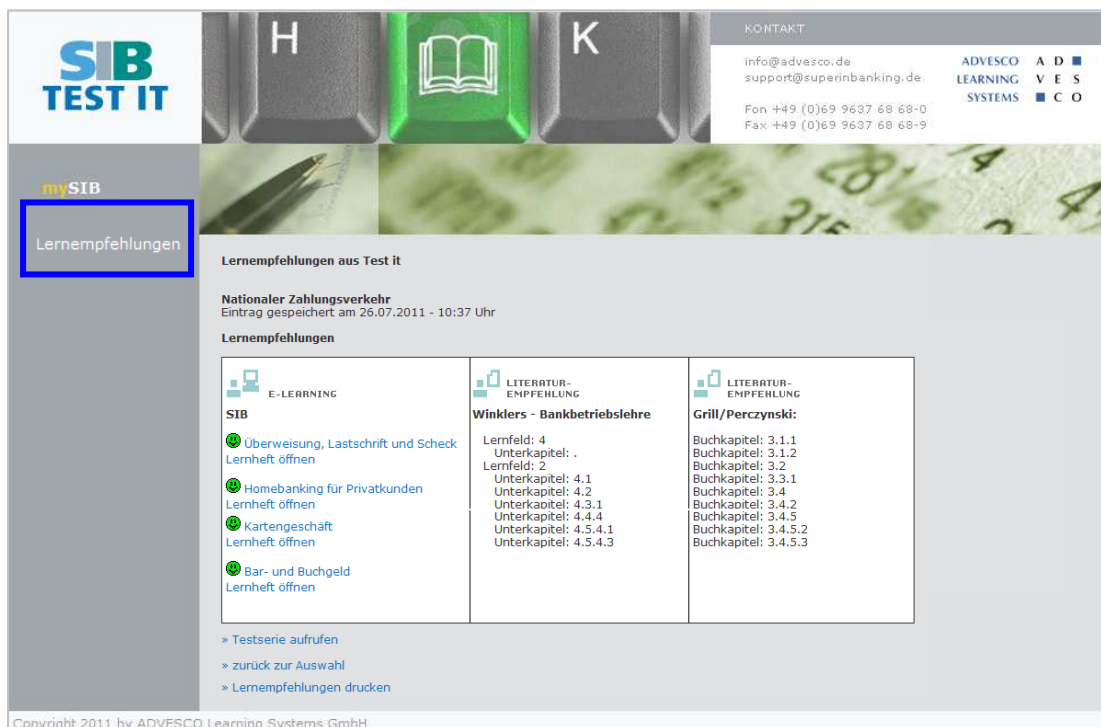 SIB
TEST IT
H
K
KONTAKT
info@advesco.de
support@superinbanking.de
Fon +49 (0)69 9637 68 68-0
Fax +49 (0)69 9637 68 68-9
ADVESCO A D
LEARNING V E S
SYSTEMS C O
mySIB
Lernempfehlungen
Lernempfehlungen aus Test it
Nationaler Zahlungsverkehr
Eintrag gespeichert am 26.07.2011 - 10:37 Uhr
Lernempfehlungen
E-LEARNING
SIB
Überweisung, Lastschrift und Scheck
Lernheft öffnen
Homebanking für Privatkunden
Lernheft öffnen
Kartengeschäft
Lernheft öffnen
Bar- und Buchgeld
Lernheft öffnen
LITERATUR-
EMPFEHLUNG
Winklers - Bankbetriebslehre
Lernfeld: 4
Unterkapitel: .
Lernfeld: 2
Unterkapitel: 4.1
Unterkapitel: 4.2
Unterkapitel: 4.3.1
Unterkapitel: 4.4.4
Unterkapitel: 4.5.4.1
Unterkapitel: 4.5.4.3
LITERATUR-
EMPFEHLUNG
Grill/Perczynski:
Buchkapitel: 3.1.1
Buchkapitel: 3.1.2
Buchkapitel: 3.2
Buchkapitel: 3.3.1
Buchkapitel: 3.4
Buchkapitel: 3.4.2
Buchkapitel: 3.4.5
Buchkapitel: 3.4.5.2
Buchkapitel: 3.4.5.3
» Testserie aufrufen
» zurück zur Auswahl
» Lernempfehlungen drucken
Copyright 2011 by ADVESCO Learning Systems GmbH